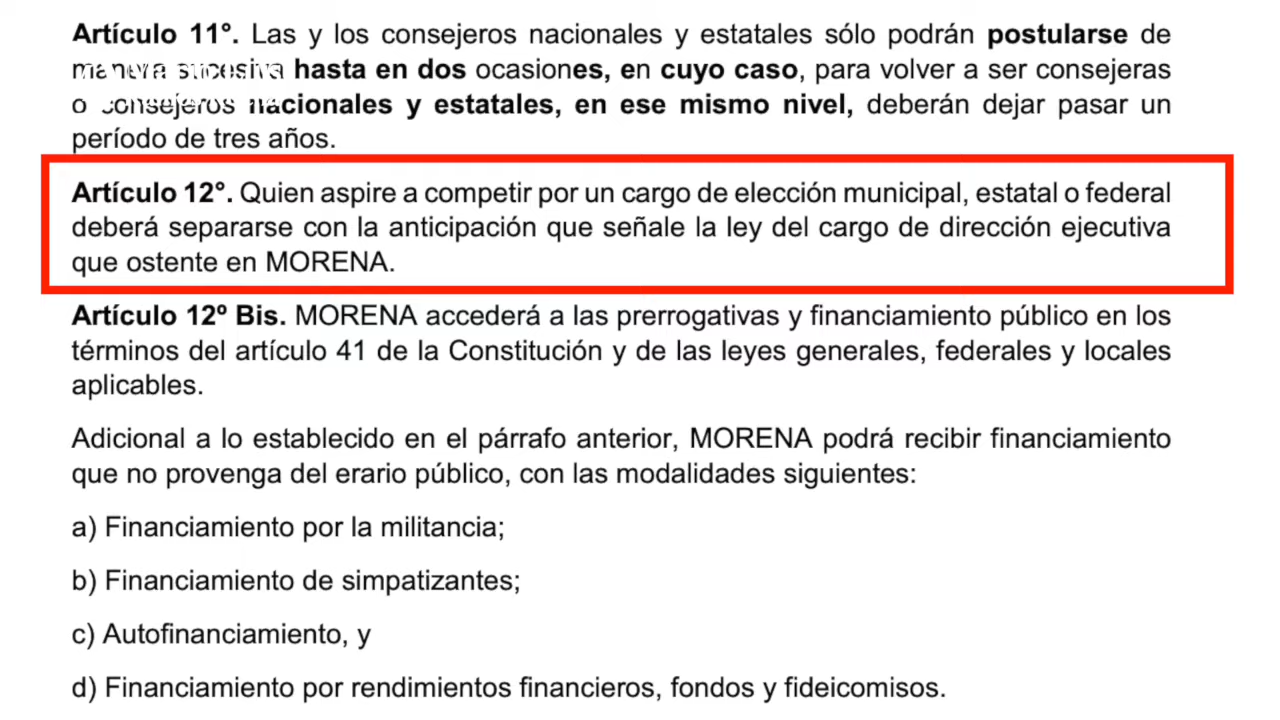 Artículo 11°. Las y los consejeros nacionales y estatales sólo podrán postularse de
hasta en dos ocasiones, en cuyo caso, para volver a ser consejeras
o consejeros nacionales y estatales, en ese mismo nivel, deberán dejar pasar un
período de tres años.
Artículo 12°. Quien aspire a competir por un cargo de elección municipal, estatal o federal
deberá separarse con la anticipación que señale la ley del cargo de dirección ejecutiva
que ostente en MORENA.
Artículo 12º Bis. MORENA accederá a las prerrogativas y financiamiento público en los
términos del artículo 41 de la Constitución y de las leyes generales, federales y locales
aplicables.
Adicional a lo establecido en el párrafo anterior, MORENA podrá recibir financiamiento
que no provenga del erario público, con las modalidades siguientes:
a) Financiamiento por la militancia;
b) Financiamiento de simpatizantes;
c) Autofinanciamiento, y
d) Financiamiento por rendimientos financieros, fondos y fideicomisos.